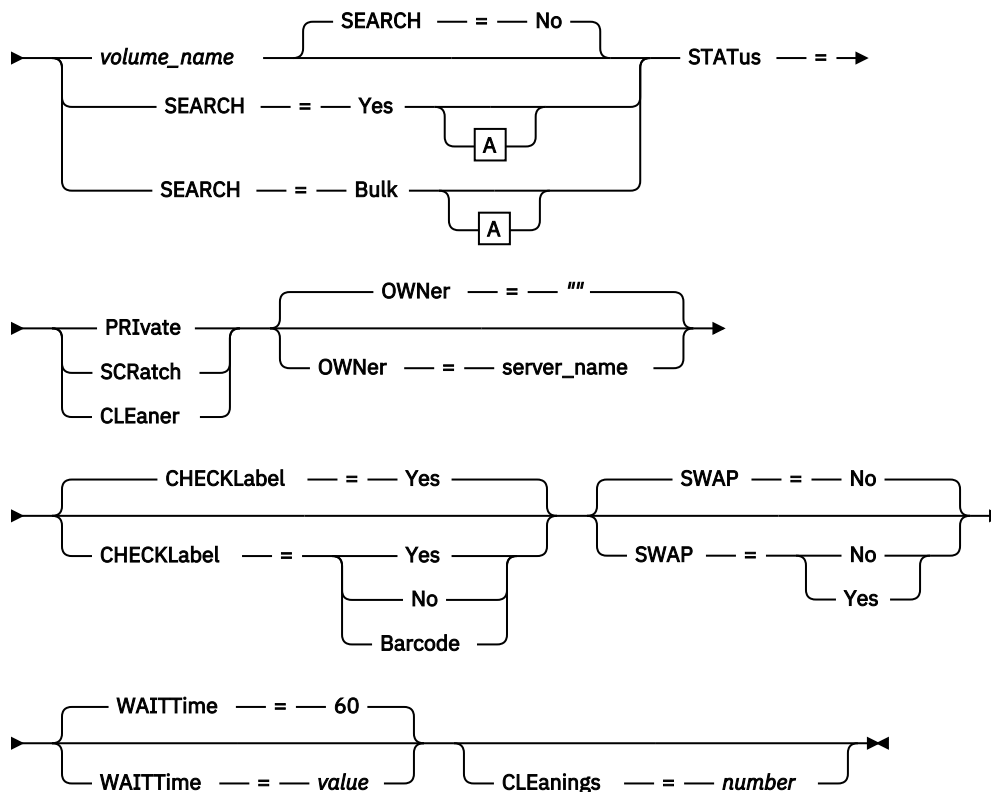 SEARCH = No
volume_name STATus =
SEARCH = Yes
A
SEARCH = Bulk
A
OWNer = ""
PRIvate
OWNer = server_name
SCRatch
CLEaner
CHECKLabel = Yes SWAP = No
CHECKLabel = Yes SWAP = No
No Yes
Barcode
WAITTime = 60
WAITTime = value CLEanings = number